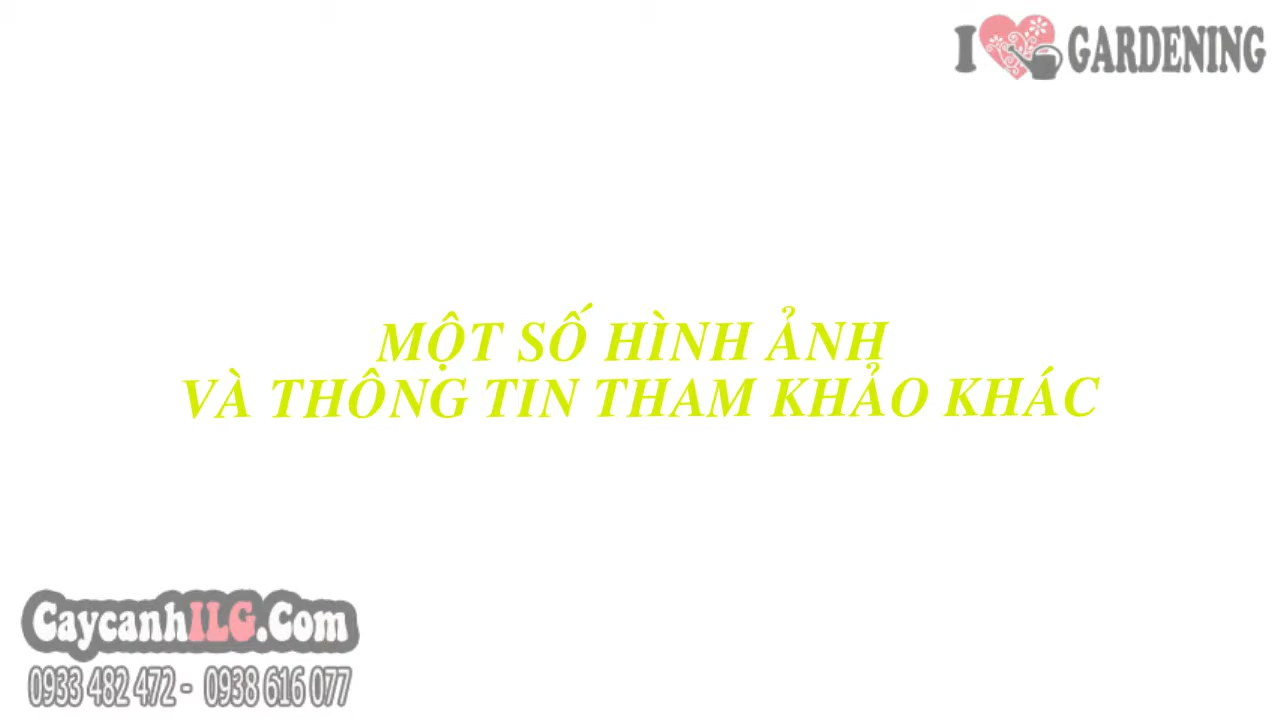 I GARDENING
MỘT SỐ HÌNH ẢNH
VÀ THÔNG TIN THAM KHẢO KHÁC
CaycanhILG.Com
0933 482 472 - 0938 616 077